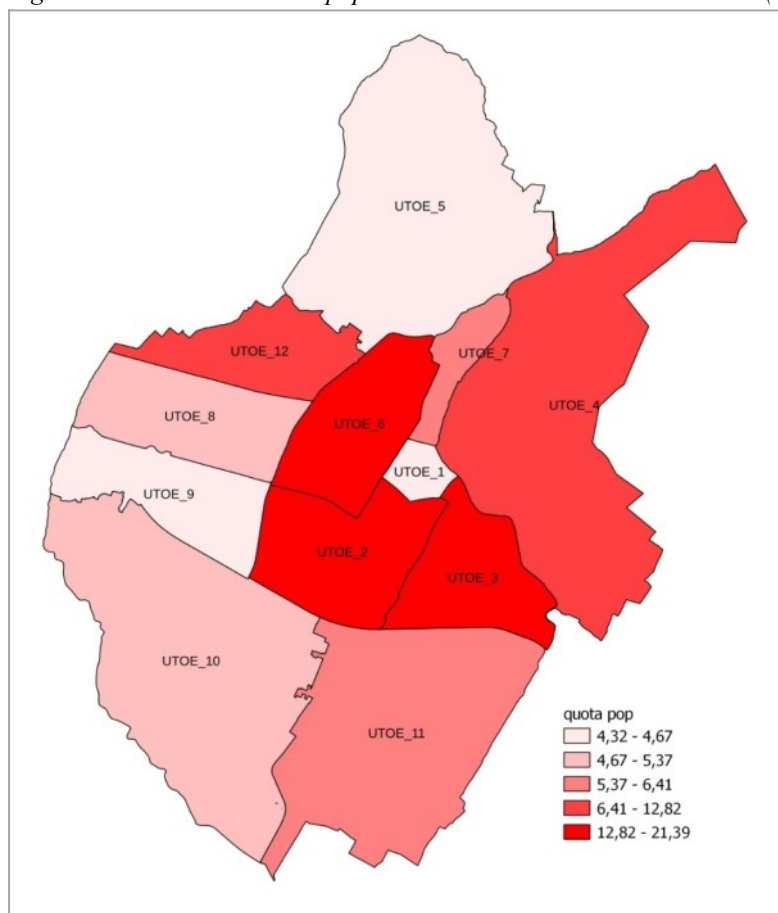 UTOE_5
UTOE_12
UTOE_7
UTOE_8
UTOE_6
UTOE_4
UTOE_1
UTOE_9
UTOE_2
UTOE_3
UTOE_10
UTOE_11
quota pop
4,32 - 4,67
4,67 - 5,37
5,37 - 6,41
6,41 - 12,82
12,82 - 21,39